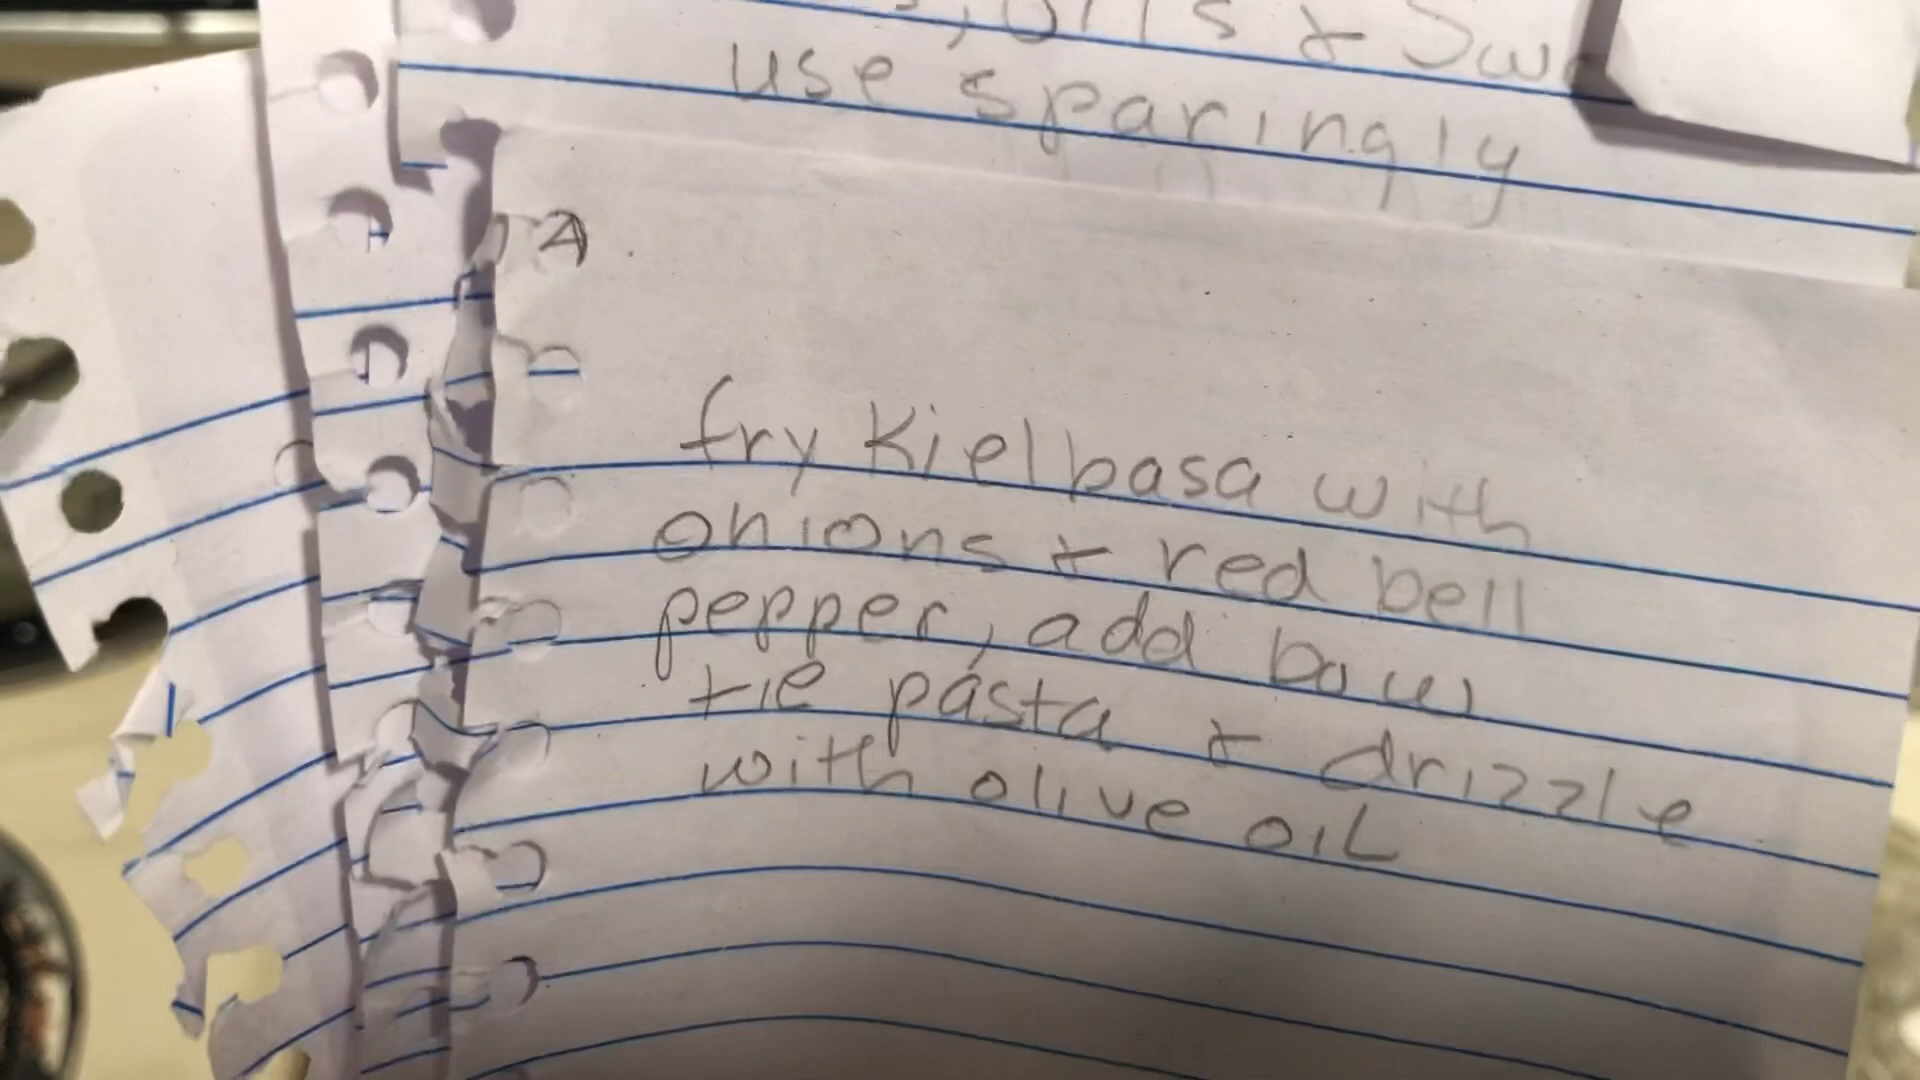 use sparingly
fry Kielbasa with
onions + red bell
pepper, add bow
tie pasta + drizzle
with olive oil